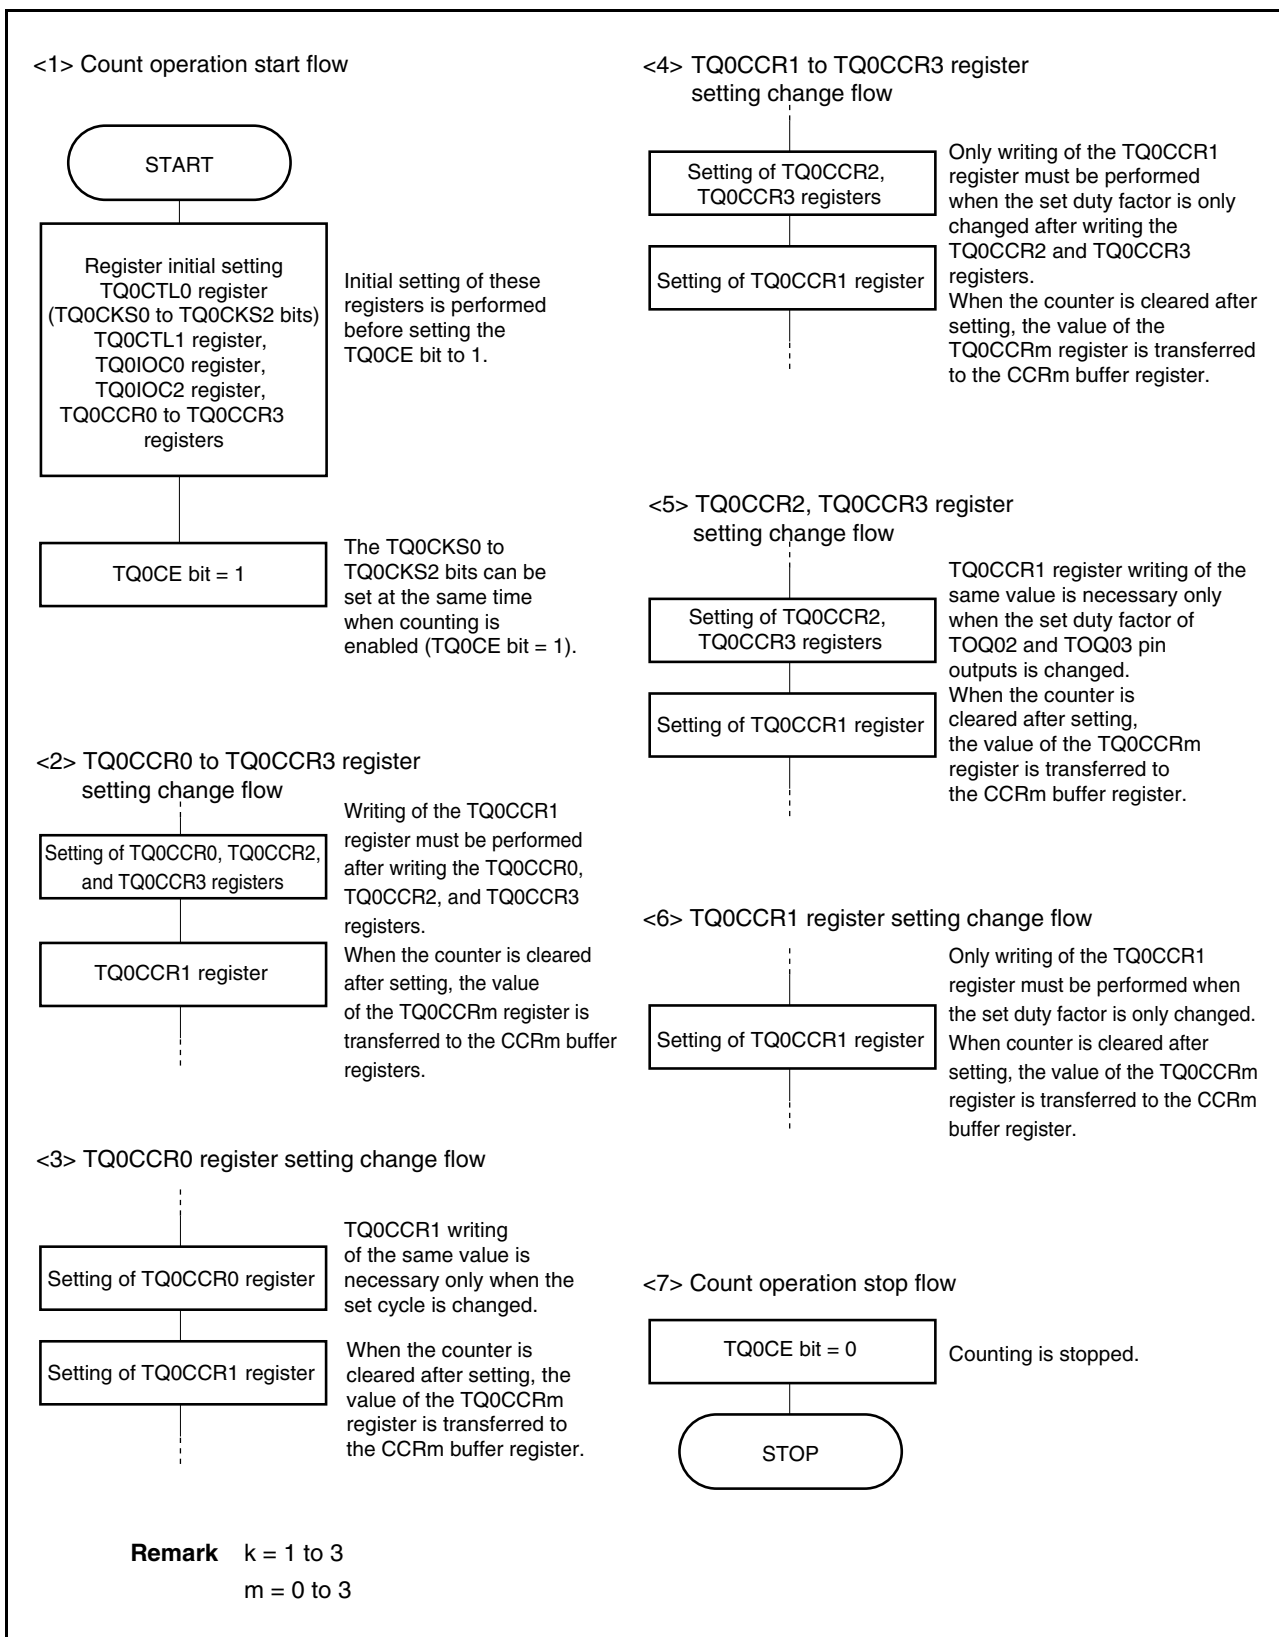 <1> Count operation start flow
START
Register initial setting
TQ0CTL0 register
(TQ0CKS0 to TQ0CKS2 bits)
TQ0CTL1 register,
TQ0IOC0 register,
TQ0IOC2 register,
TQ0CCR0 to TQ0CCR3
registers
Initial setting of these
registers is performed
before setting the
TQ0CE bit to 1.
TQ0CE bit = 1
The TQ0CKS0 to
TQ0CKS2 bits can be
set at the same time
when counting is
enabled (TQ0CE bit = 1).
<2> TQ0CCR0 to TQ0CCR3 register
setting change flow
Setting of TQ0CCR0, TQ0CCR2,
and TQ0CCR3 registers
TQ0CCR1 register
Writing of the TQ0CCR1
register must be performed
after writing the TQ0CCR0,
TQ0CCR2, and TQ0CCR3
registers.
When the counter is cleared
after setting, the value
of the TQ0CCRm register is
transferred to the CCRm buffer
registers.
<3> TQ0CCR0 register setting change flow
Setting of TQ0CCR0 register
TQ0CCR1 writing
of the same value is
necessary only when the
set cycle is changed.
Setting of TQ0CCR1 register
When the counter is
cleared after setting, the
value of the TQ0CCRm
register is transferred to
the CCRm buffer register.
<4> TQ0CCR1 to TQ0CCR3 register
setting change flow
Setting of TQ0CCR2,
TQ0CCR3 registers
Setting of TQ0CCR1 register
Only writing of the TQ0CCR1
register must be performed
when the set duty factor is only
changed after writing the
TQ0CCR2 and TQ0CCR3
registers.
When the counter is cleared after
setting, the value of the
TQ0CCRm register is transferred
to the CCRm buffer register.
<5> TQ0CCR2, TQ0CCR3 register
setting change flow
Setting of TQ0CCR2,
TQ0CCR3 registers
Setting of TQ0CCR1 register
TQ0CCR1 register writing of the
same value is necessary only
when the set duty factor of
TOQ02 and TOQ03 pin
outputs is changed.
When the counter is
cleared after setting,
the value of the TQ0CCRm
register is transferred to
the CCRm buffer register.
<6> TQ0CCR1 register setting change flow
Setting of TQ0CCR1 register
Only writing of the TQ0CCR1
register must be performed when
the set duty factor is only changed.
When counter is cleared after
setting, the value of the TQ0CCRm
register is transferred to the CCRm
buffer register.
<7> Count operation stop flow
TQ0CE bit = 0
Counting is stopped.
STOP
Remark k = 1 to 3
m = 0 to 3